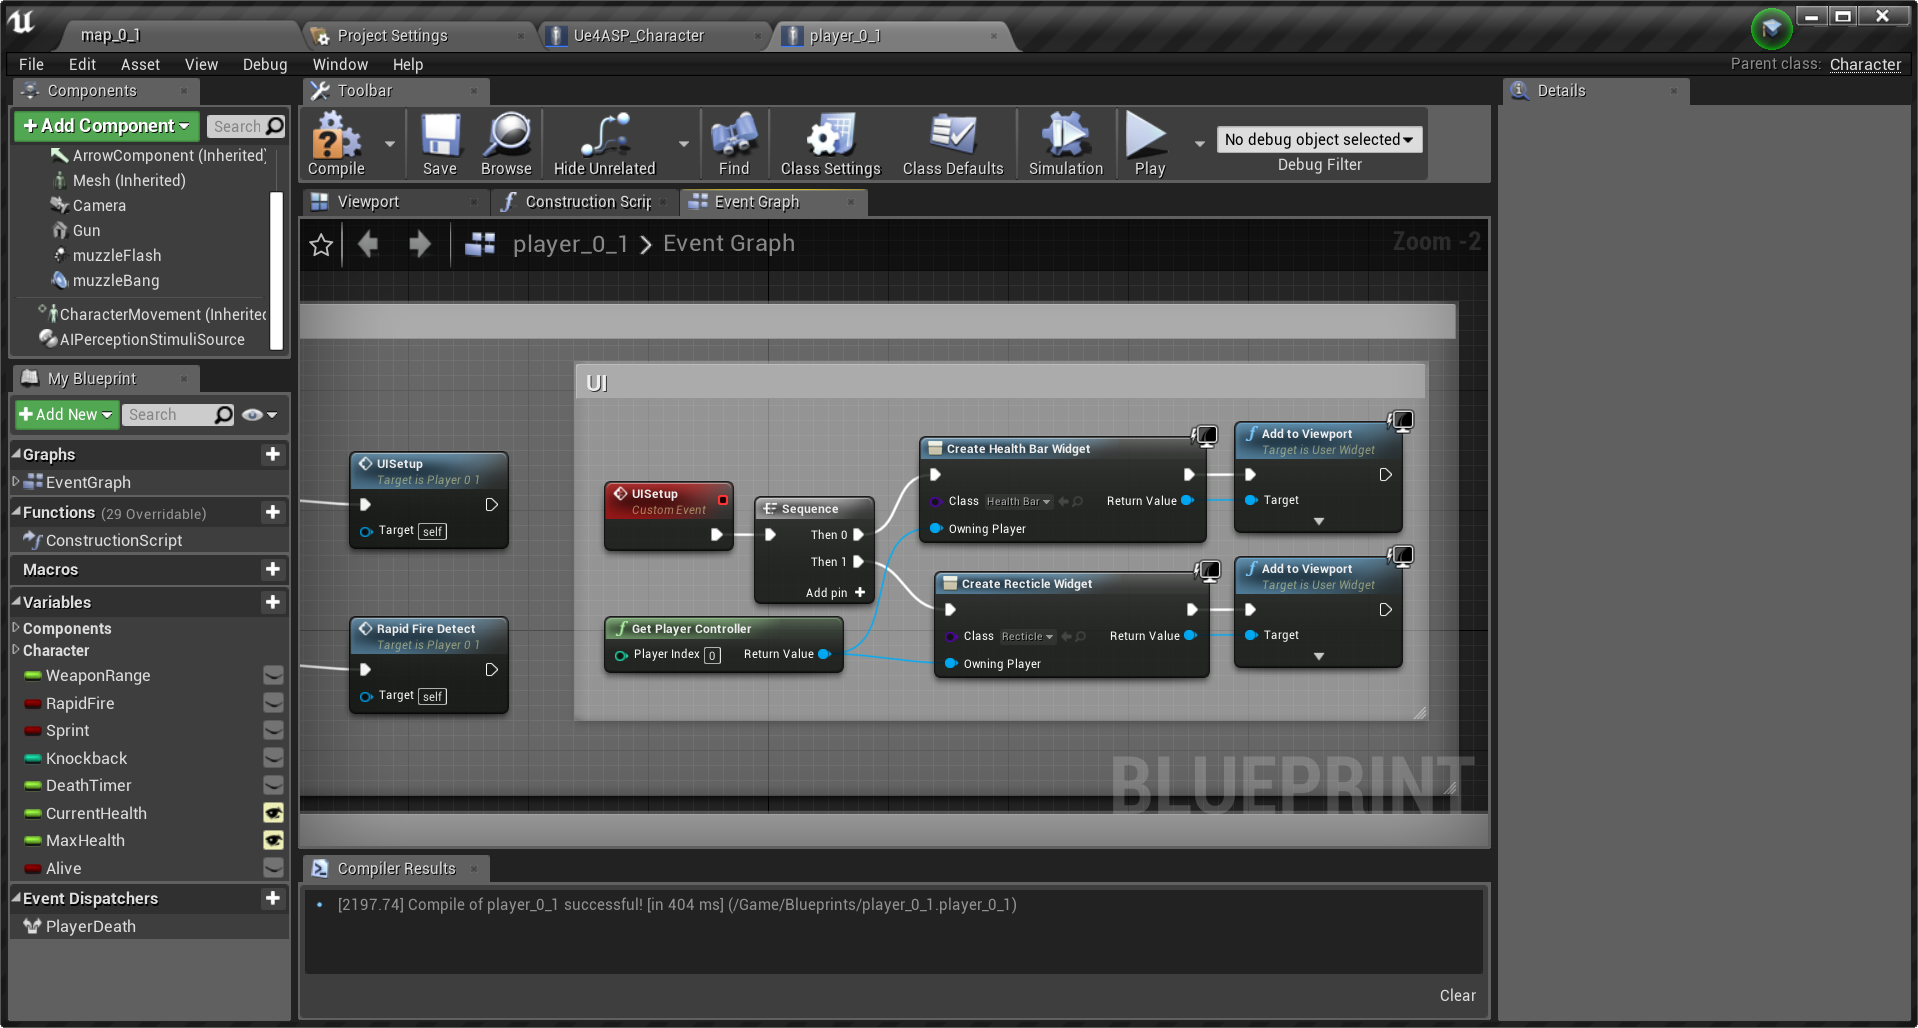 map_0_1
Project Settings
Ue4ASP_Character
player_0_1
File Edit Asset View Debug Window Help
Parent class: Character
Components
Toolbar
Details
Add Component
Search
Compile
Save
Browse
Hide Unrelated
Find
Class Settings
Class Defaults
Simulation
Play
No debug object selected
Debug Filter
ArrowComponent (Inherited)
Mesh (Inherited)
Camera
Gun
muzzleFlash
muzzleBang
CharacterMovement (Inherited
AIPerceptionStimuliSource
Viewport
Construction Scrip
Event Graph
player_0_1 > Event Graph
Zoom -2
My Blueprint
Add New
Search
Graphs
EventGraph
Functions (29 Overridable)
ConstructionScript
Macros
Variables
Components
Character
WeaponRange
RapidFire
Sprint
Knockback
DeathTimer
CurrentHealth
MaxHealth
Alive
Event Dispatchers
PlayerDeath
UI
UISetup
Target is Player 0 1
Target self
Rapid Fire Detect
Target is Player 0 1
Target self
UISetup
Custom Event
Sequence
Then 0
Then 1
Add pin
Get Player Controller
Player Index 0
Return Value
Create Health Bar Widget
Class Health Bar
Return Value
Owning Player
Add to Viewport
Target is User Widget
Target
Create Recticle Widget
Class Recticle
Return Value
Owning Player
Add to Viewport
Target is User Widget
Target
BLUEPRINT
Compiler Results
[2197.74] Compile of player_0_1 successful! [in 404 ms] (/Game/Blueprints/player_0_1.player_0_1)
Clear